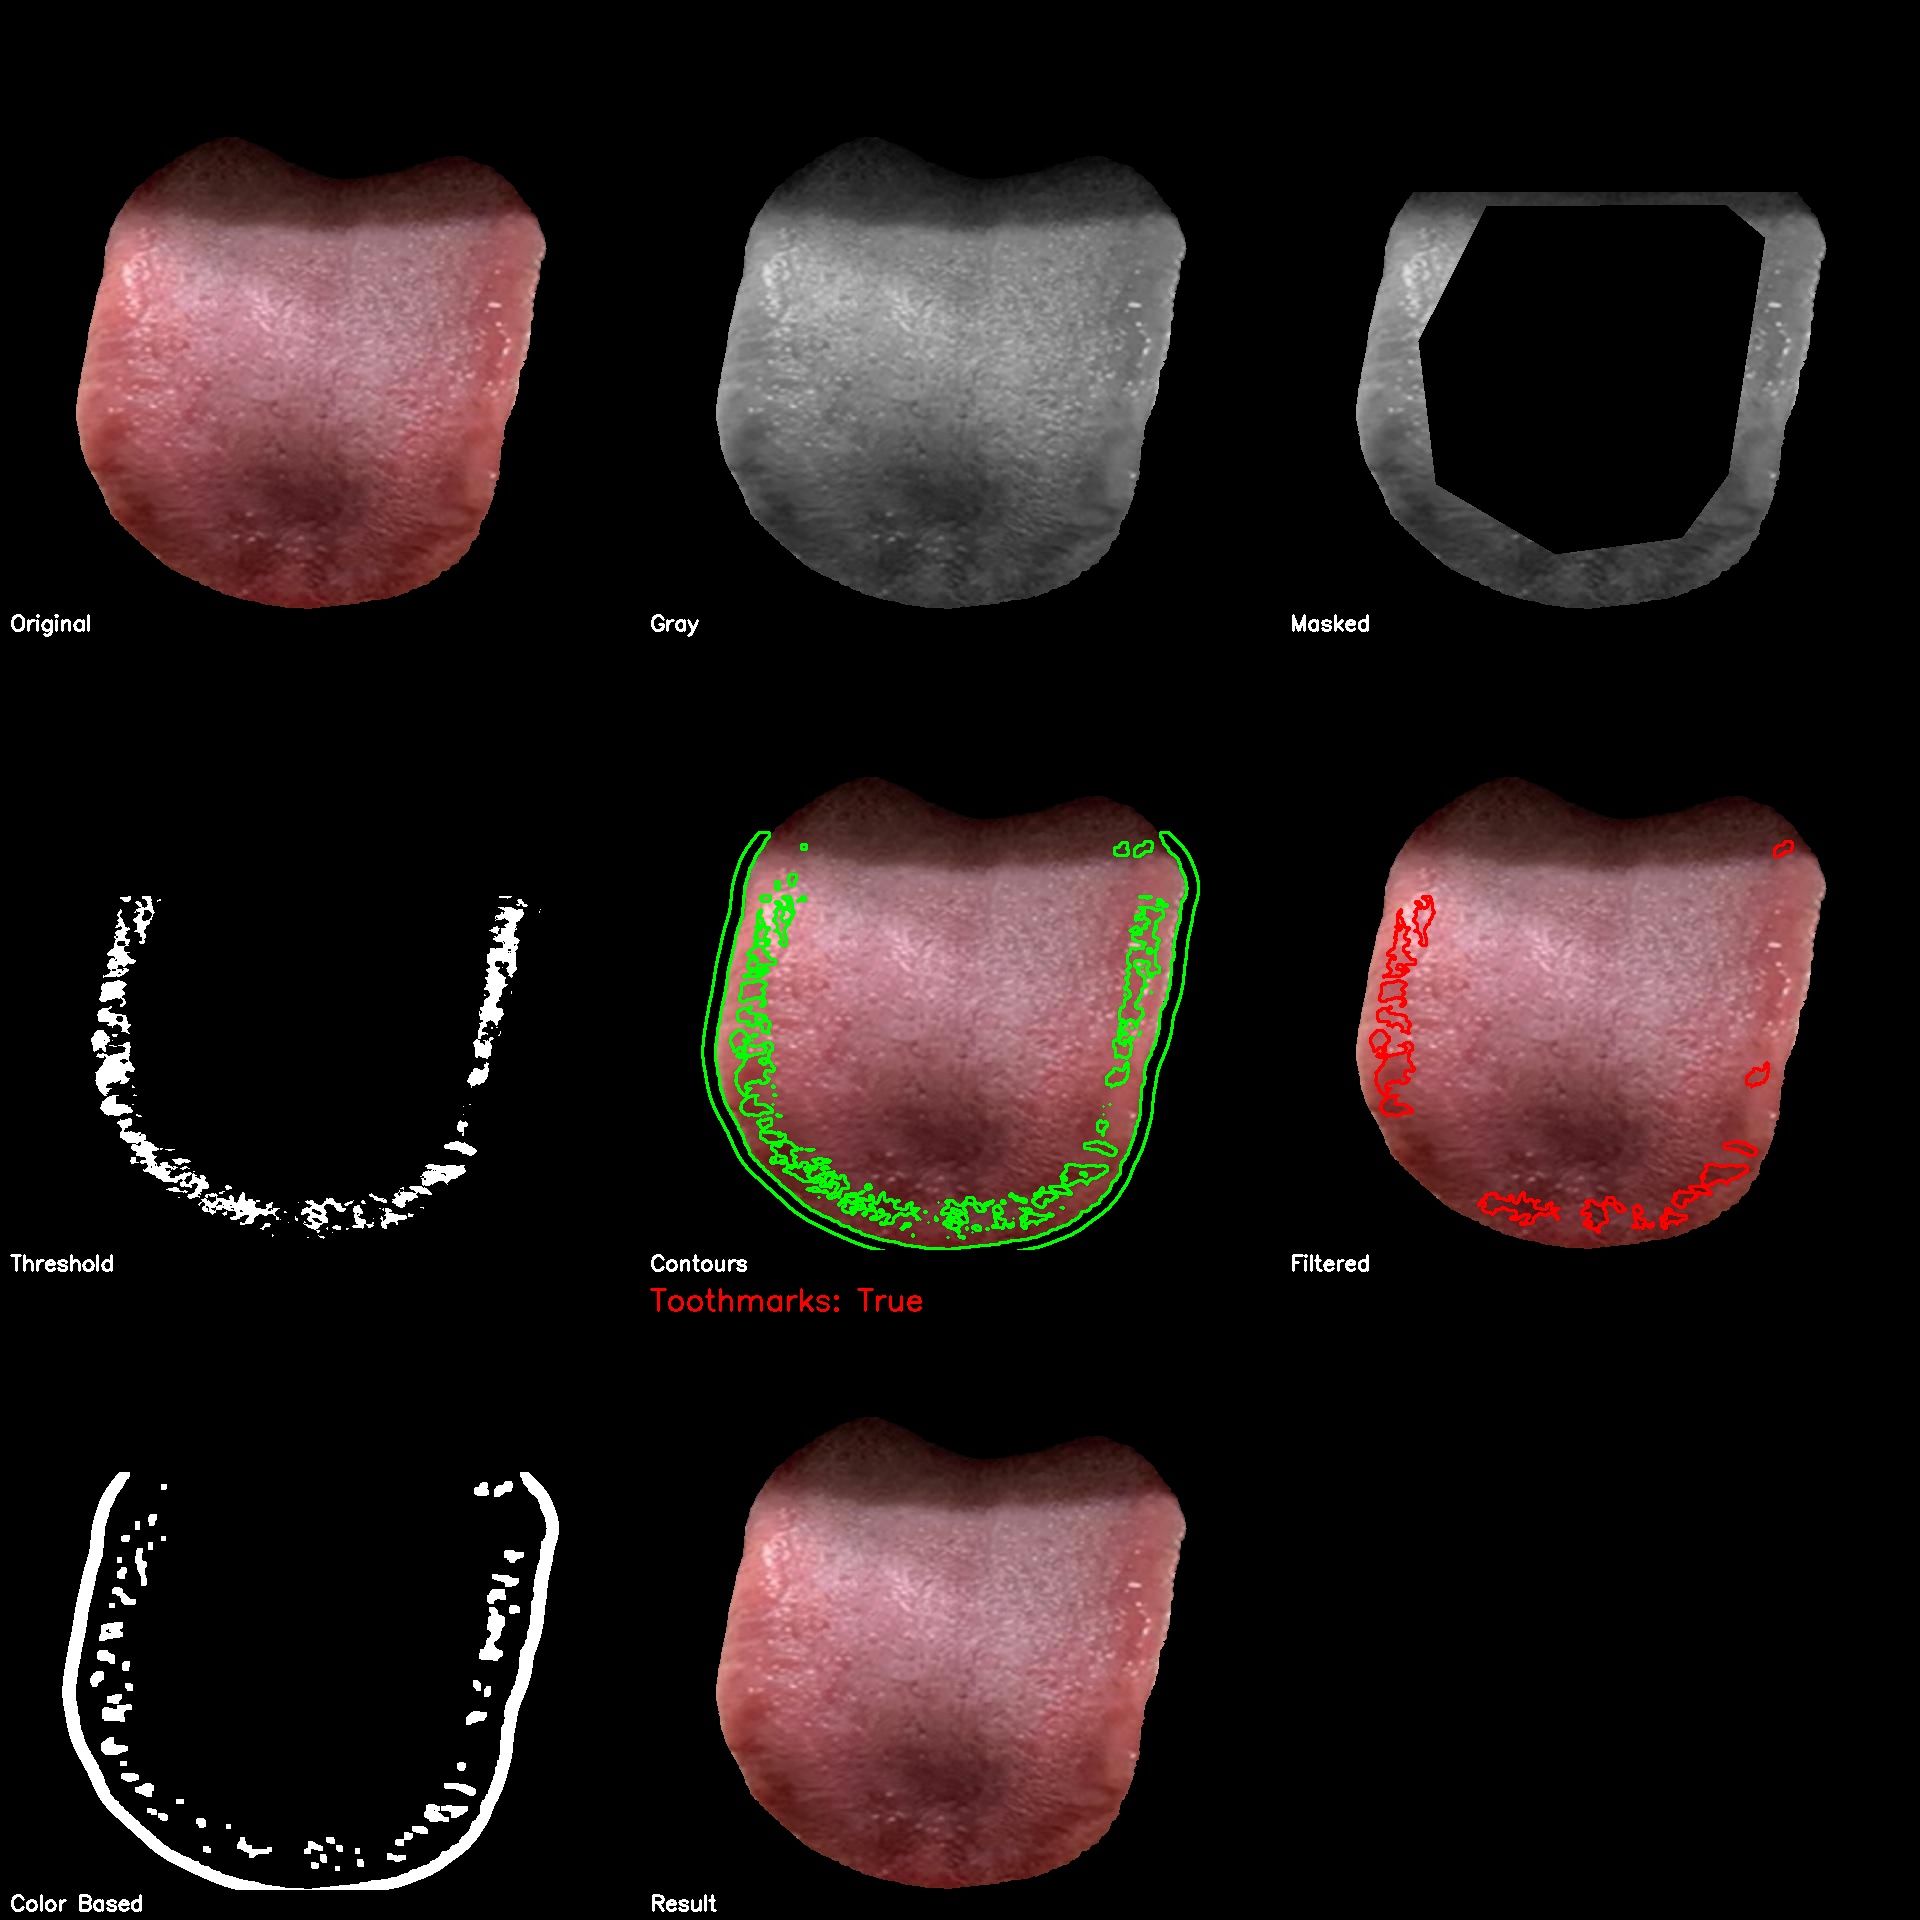 Original
Gray
Masked
Threshold
Contours
Filtered
Toothmarks: True
Color Based
Result